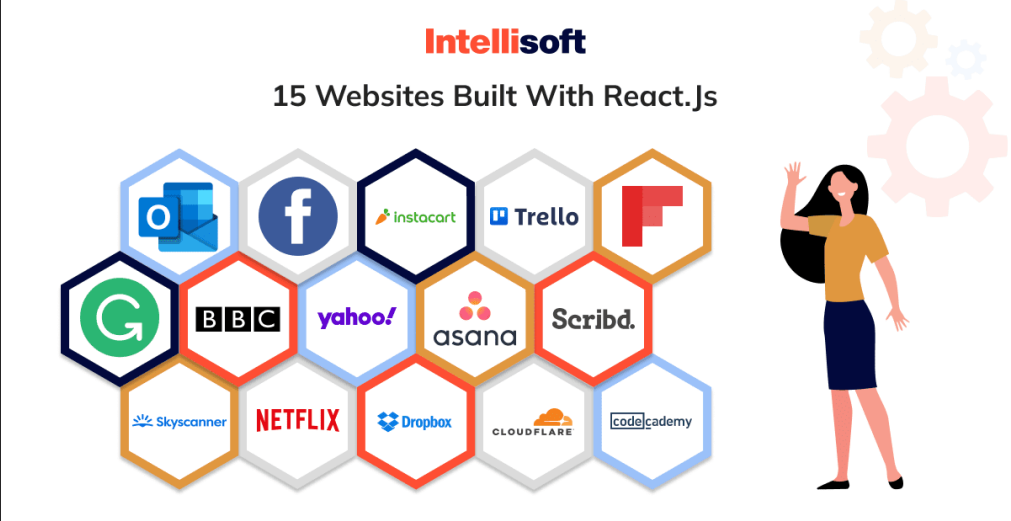 Intellisoft
15 Websites Built With React.Js
O
f
instacart
Trello
F
G
BBC
yahoo!
asana
Scribd.
Skyscanner
NETFLIX
Dropbox
CLOUDFLARE
codecademy